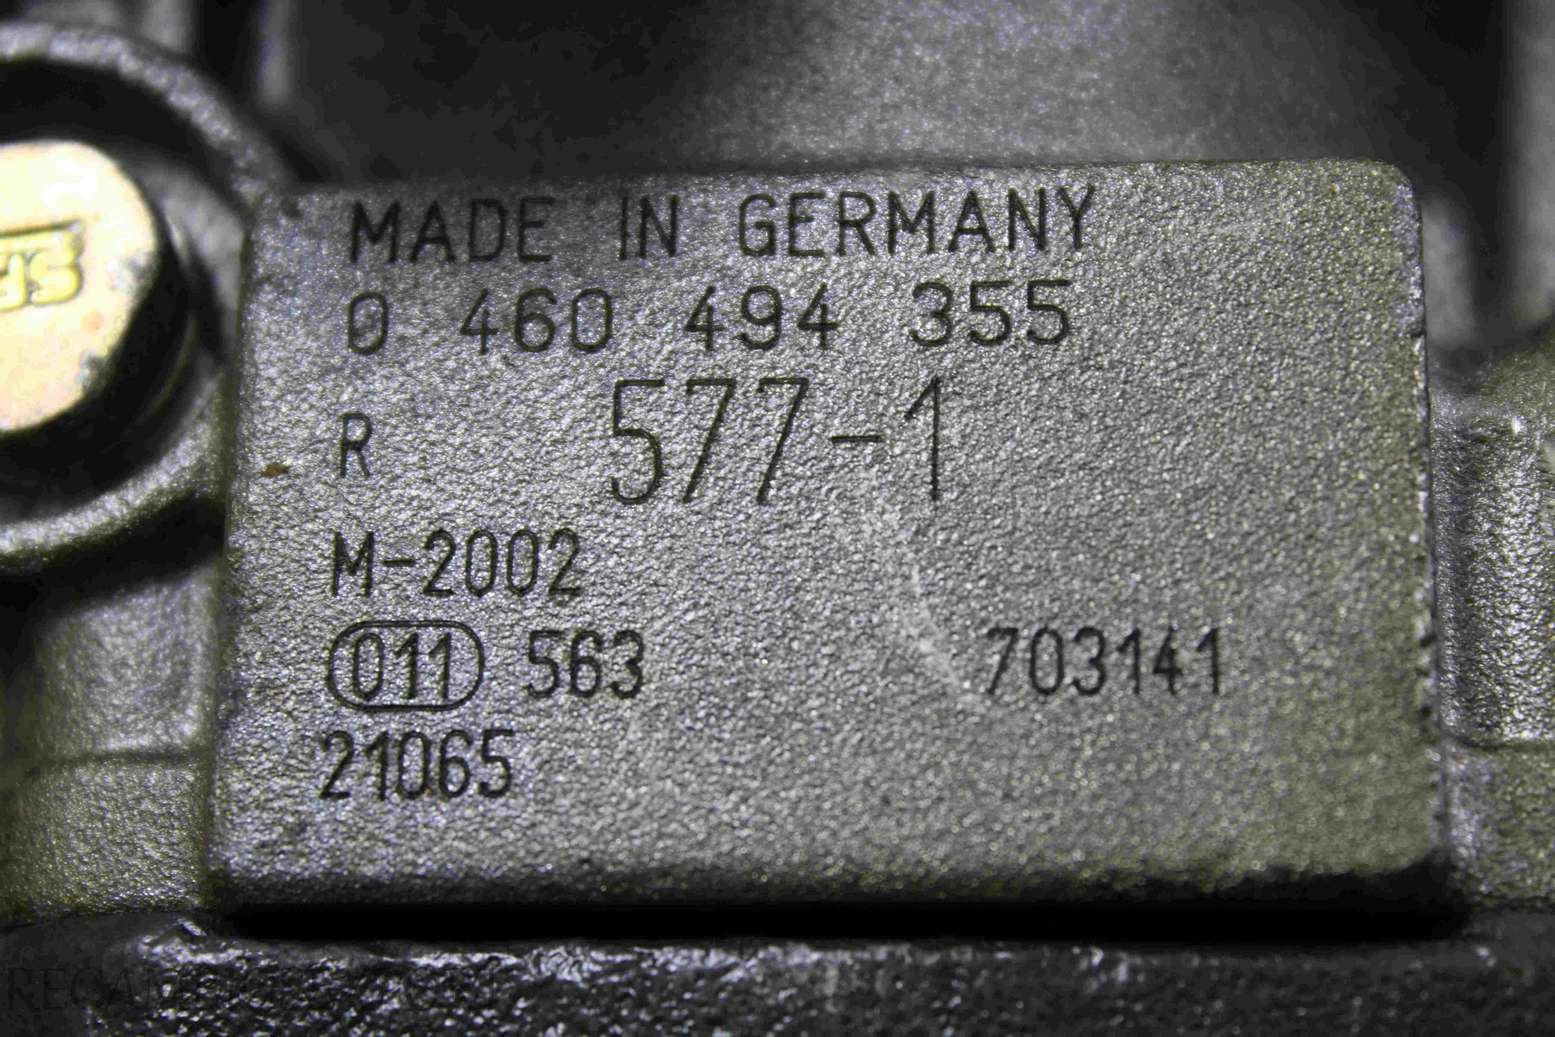 MADE IN GERMANY
0 460 494 355
R 577-1
M-2002
011 563 703141
21065